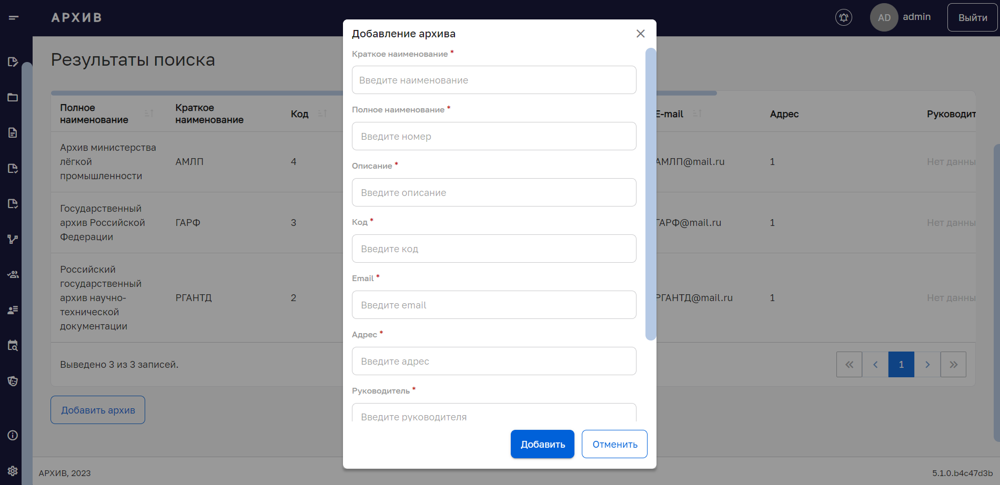 АРХИВ
AD
admin
Выйти
Результаты поиска
Полное
наименование
Краткое
наименование
Код
E-mail
Адрес
Руководит
Архив министерства
лёгкой
промышленности
АМЛП
4
АМЛП@mail.ru
1
Нет данны
Государственный
архив Российской
Федерации
ГАРФ
3
ГАРФ@mail.ru
1
Нет данны
Российский
государственный
архив научно-
технической
документации
РГАНТД
2
РГАНТД@mail.ru
1
Нет данны
Выведено 3 из 3 записей.
1
Добавить архив
АРХИВ, 2023
5.1.0.b4c47d3b
Добавление архива
Краткое наименование *
Введите наименование
Полное наименование *
Введите номер
Описание *
Введите описание
Код *
Введите код
Email *
Введите email
Адрес *
Введите адрес
Руководитель *
Введите руководителя
Добавить
Отменить